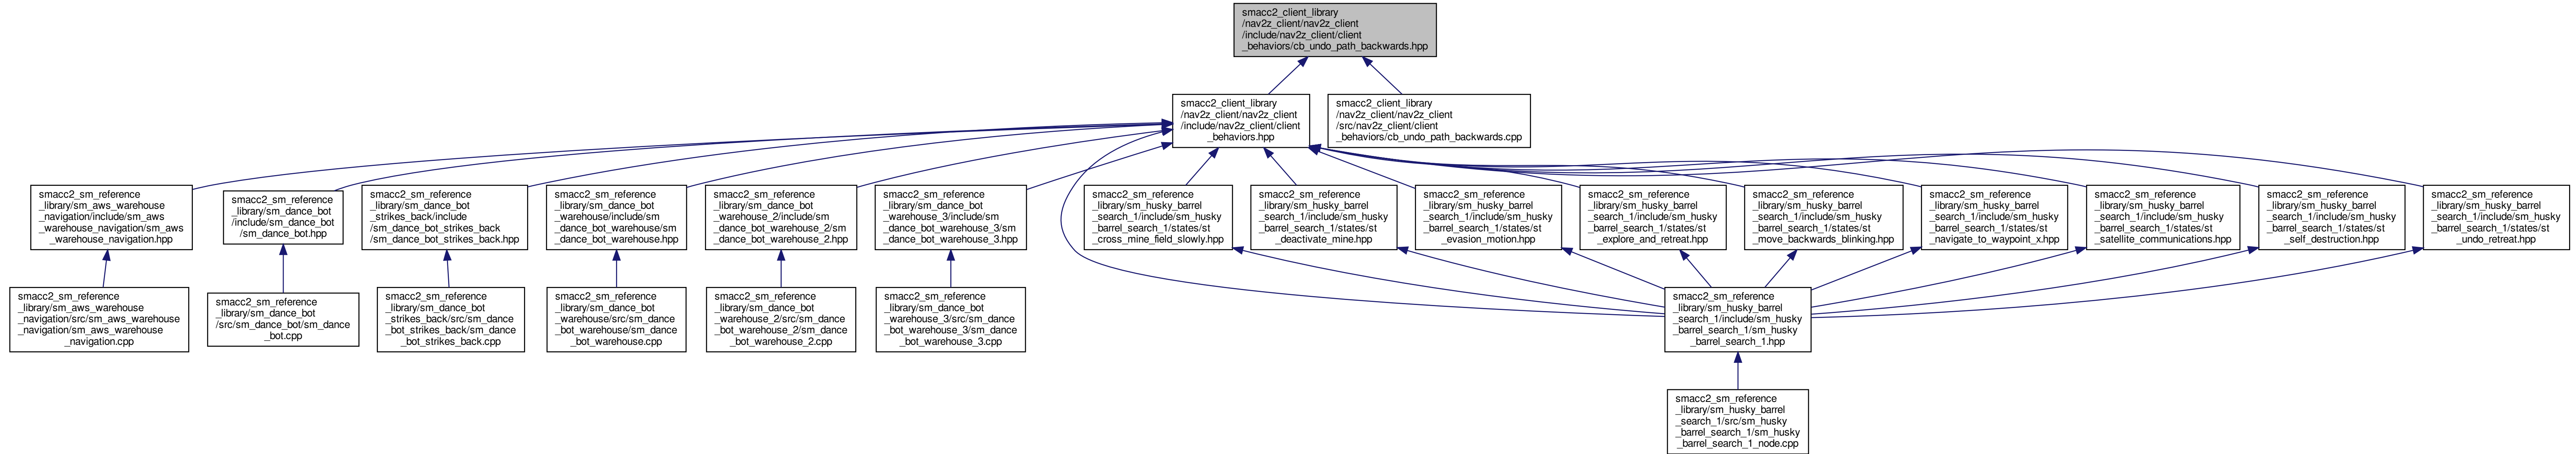 smacc2_client_library
/nav2z_client/nav2z_client
/include/nav2z_client/client
_behaviors/cb_undo_path_backwards.hpp
smacc2_client_library
/nav2z_client/nav2z_client
/include/nav2z_client/client
_behaviors.hpp
smacc2_client_library
/nav2z_client/nav2z_client
/src/nav2z_client/client
_behaviors/cb_undo_path_backwards.cpp
smacc2_sm_reference
_library/sm_aws_warehouse
_navigation/include/sm_aws
_warehouse_navigation/sm_aws
_warehouse_navigation.hpp
smacc2_sm_reference
_library/sm_dance_bot
/include/sm_dance_bot
/sm_dance_bot.hpp
smacc2_sm_reference
_library/sm_dance_bot
_strikes_back/include
/sm_dance_bot_strikes_back
/sm_dance_bot_strikes_back.hpp
smacc2_sm_reference
_library/sm_dance_bot
_warehouse/include/sm
_dance_bot_warehouse/sm
_dance_bot_warehouse.hpp
smacc2_sm_reference
_library/sm_dance_bot
_warehouse_2/include/sm
_dance_bot_warehouse_2/sm
_dance_bot_warehouse_2.hpp
smacc2_sm_reference
_library/sm_dance_bot
_warehouse_3/include/sm
_dance_bot_warehouse_3/sm
_dance_bot_warehouse_3.hpp
smacc2_sm_reference
_library/sm_husky_barrel
_search_1/include/sm_husky
_barrel_search_1/states/st
_cross_mine_field_slowly.hpp
smacc2_sm_reference
_library/sm_husky_barrel
_search_1/include/sm_husky
_barrel_search_1/states/st
_deactivate_mine.hpp
smacc2_sm_reference
_library/sm_husky_barrel
_search_1/include/sm_husky
_barrel_search_1/states/st
_evasion_motion.hpp
smacc2_sm_reference
_library/sm_husky_barrel
_search_1/include/sm_husky
_barrel_search_1/states/st
_explore_and_retreat.hpp
smacc2_sm_reference
_library/sm_husky_barrel
_search_1/include/sm_husky
_barrel_search_1/states/st
_move_backwards_blinking.hpp
smacc2_sm_reference
_library/sm_husky_barrel
_search_1/include/sm_husky
_barrel_search_1/states/st
_navigate_to_waypoint_x.hpp
smacc2_sm_reference
_library/sm_husky_barrel
_search_1/include/sm_husky
_barrel_search_1/states/st
_satellite_communications.hpp
smacc2_sm_reference
_library/sm_husky_barrel
_search_1/include/sm_husky
_barrel_search_1/states/st
_self_destruction.hpp
smacc2_sm_reference
_library/sm_husky_barrel
_search_1/include/sm_husky
_barrel_search_1/states/st
_undo_retreat.hpp
smacc2_sm_reference
_library/sm_aws_warehouse
_navigation/src/sm_aws_warehouse
_navigation/sm_aws_warehouse
_navigation.cpp
smacc2_sm_reference
_library/sm_dance_bot
/src/sm_dance_bot/sm_dance
_bot.cpp
smacc2_sm_reference
_library/sm_dance_bot
_strikes_back/src/sm_dance
_bot_strikes_back/sm_dance
_bot_strikes_back.cpp
smacc2_sm_reference
_library/sm_dance_bot
_warehouse/src/sm_dance
_bot_warehouse/sm_dance
_bot_warehouse.cpp
smacc2_sm_reference
_library/sm_dance_bot
_warehouse_2/src/sm_dance
_bot_warehouse_2/sm_dance
_bot_warehouse_2.cpp
smacc2_sm_reference
_library/sm_dance_bot
_warehouse_3/src/sm_dance
_bot_warehouse_3/sm_dance
_bot_warehouse_3.cpp
smacc2_sm_reference
_library/sm_husky_barrel
_search_1/include/sm_husky
_barrel_search_1/sm_husky
_barrel_search_1.hpp
smacc2_sm_reference
_library/sm_husky_barrel
_search_1/src/sm_husky
_barrel_search_1/sm_husky
_barrel_search_1_node.cpp